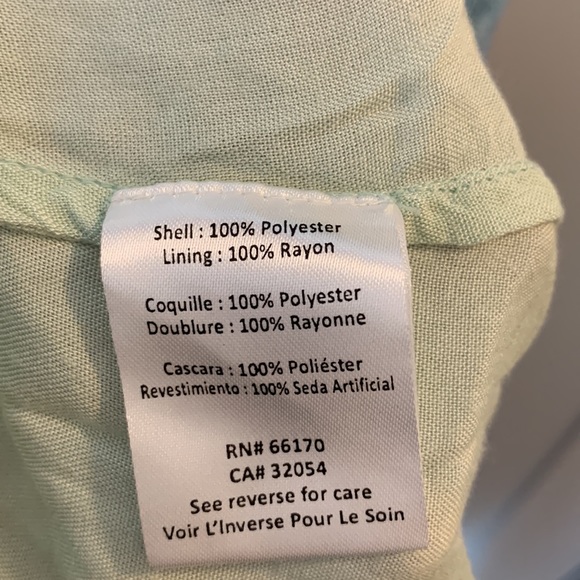 Shell : 100% Polyester
Lining : 100% Rayon
Coquille : 100% Polyester
Doublure : 100% Rayonne
Cascara : 100% Poliéster
Revestimiento : 100% Seda Artificial
RN# 66170
CA# 32054
See reverse for care
Voir L'Inverse Pour Le Soin